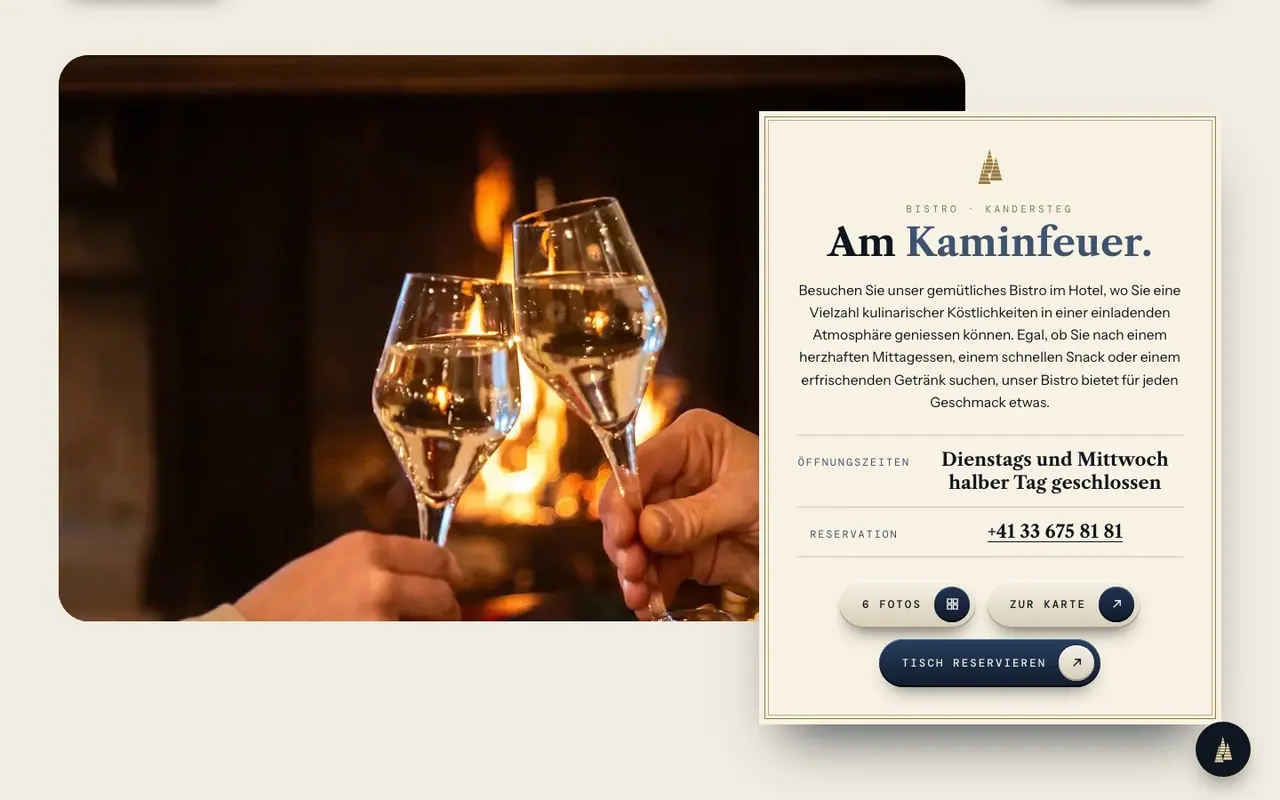 BISTRO · KANDERSTEG
Am Kaminfeuer.
Besuchen Sie unser gemütliches Bistro im Hotel, wo Sie eine
Vielzahl kulinarischer Köstlichkeiten in einer einladenden
Atmosphäre geniessen können. Egal, ob Sie nach einem
herzhaften Mittagessen, einem schnellen Snack oder einem
erfrischenden Getränk suchen, unser Bistro bietet für jeden
Geschmack etwas.
ÖFFNUNGSZEITEN
Dienstags und Mittwoch
halber Tag geschlossen
RESERVATION
+41 33 675 81 81
6 FOTOS
ZUR KARTE
TISCH RESERVIEREN